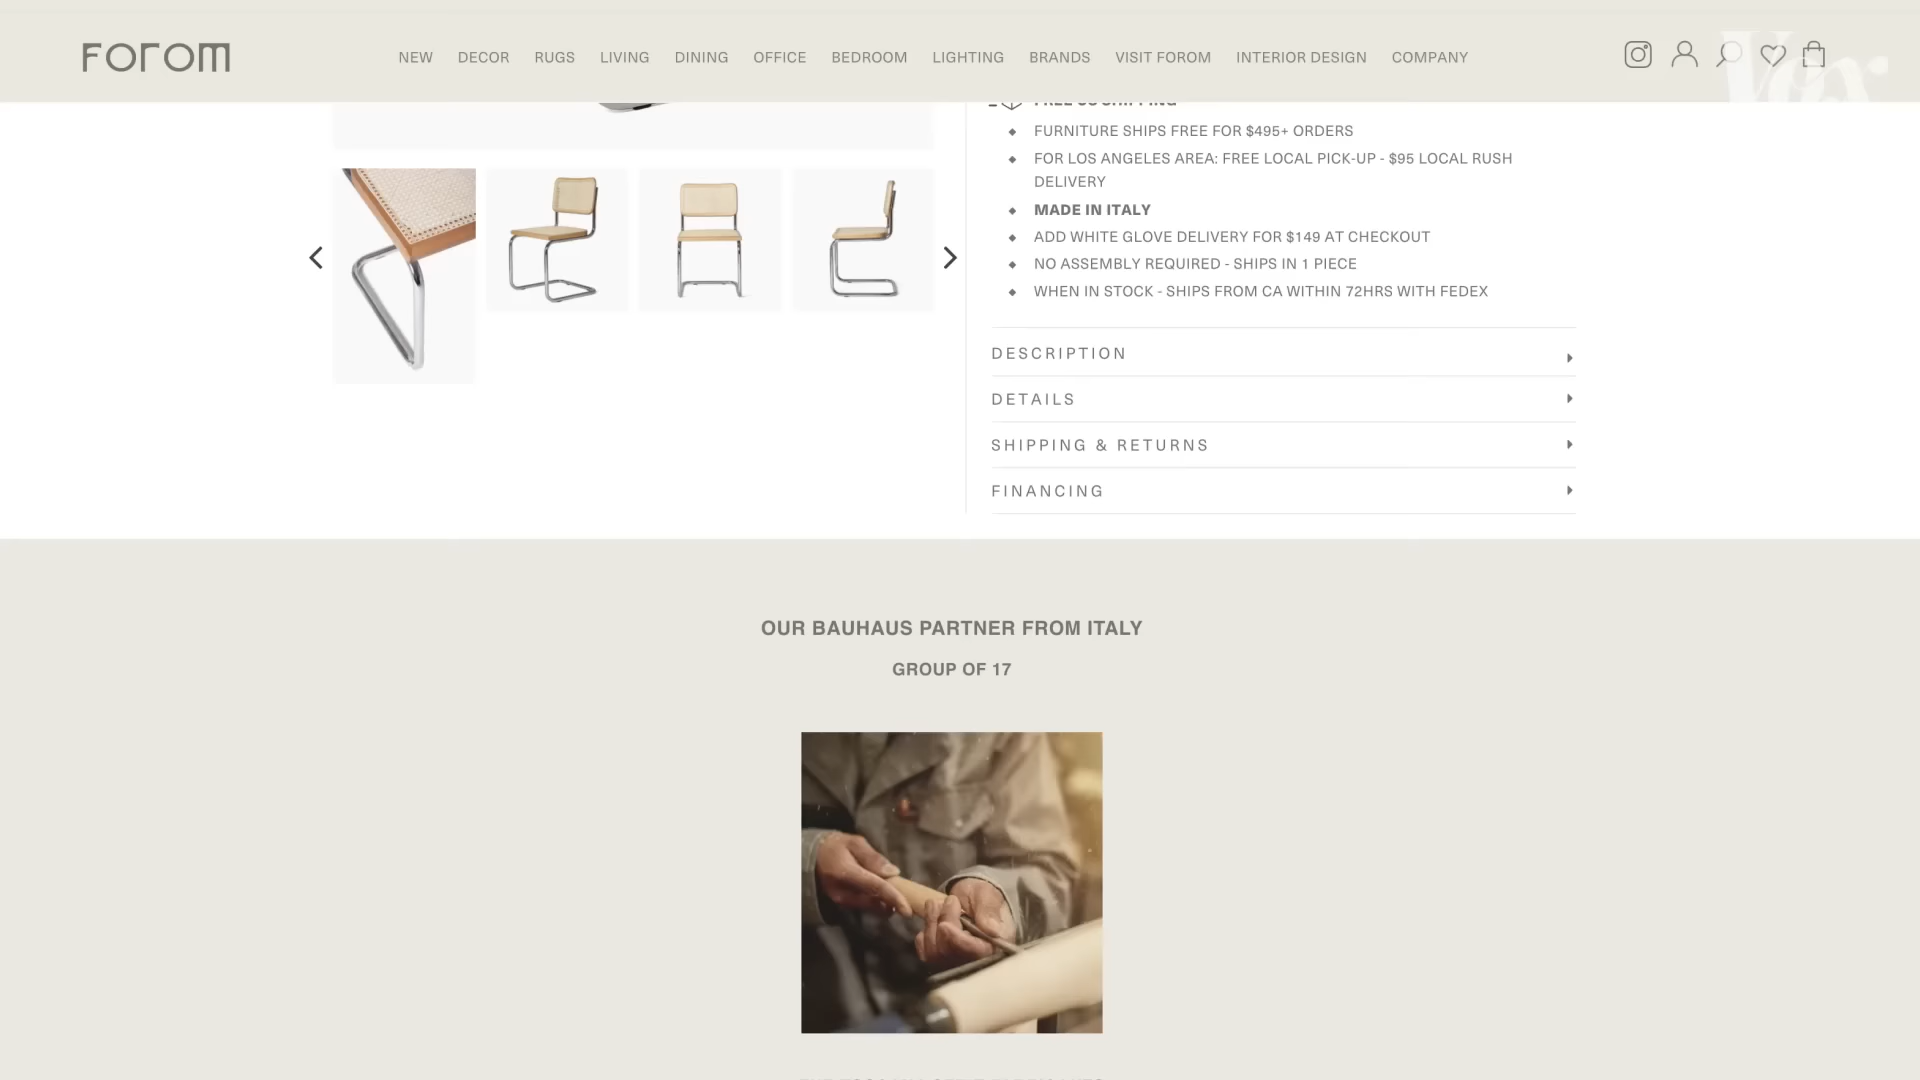 FOROM
NEW DECOR RUGS LIVING DINING OFFICE BEDROOM LIGHTING BRANDS VISIT FOROM INTERIOR DESIGN COMPANY
Vox
FURNITURE SHIPS FREE FOR $495+ ORDERS
FOR LOS ANGELES AREA: FREE LOCAL PICK-UP - $95 LOCAL RUSH
DELIVERY
MADE IN ITALY
ADD WHITE GLOVE DELIVERY FOR $149 AT CHECKOUT
NO ASSEMBLY REQUIRED - SHIPS IN 1 PIECE
WHEN IN STOCK - SHIPS FROM CA WITHIN 72HRS WITH FEDEX
DESCRIPTION
DETAILS
SHIPPING & RETURNS
FINANCING
OUR BAUHAUS PARTNER FROM ITALY
GROUP OF 17